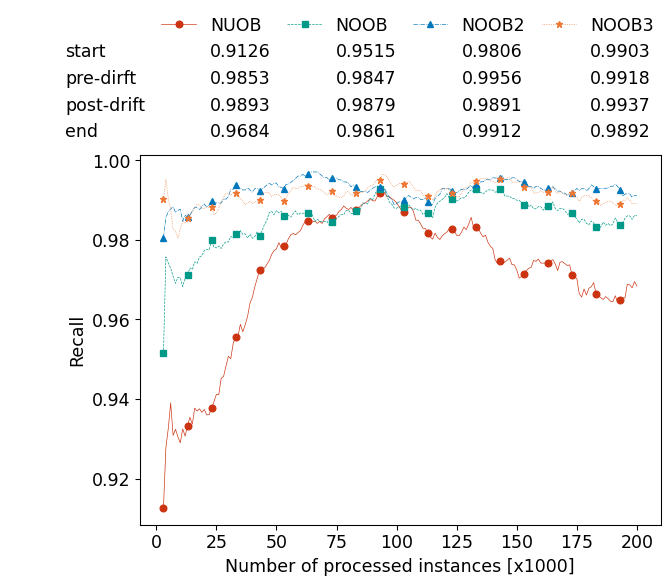 NUOB NOOB NOOB2 NOOB3
start 0.9126 0.9515 0.9806 0.9903
pre-dirft 0.9853 0.9847 0.9956 0.9918
post-drift 0.9893 0.9879 0.9891 0.9937
end 0.9684 0.9861 0.9912 0.9892
1.00
0.98
0.96
0.94
0.92
Recall
0 25 50 75 100 125 150 175 200
Number of processed instances [x1000]